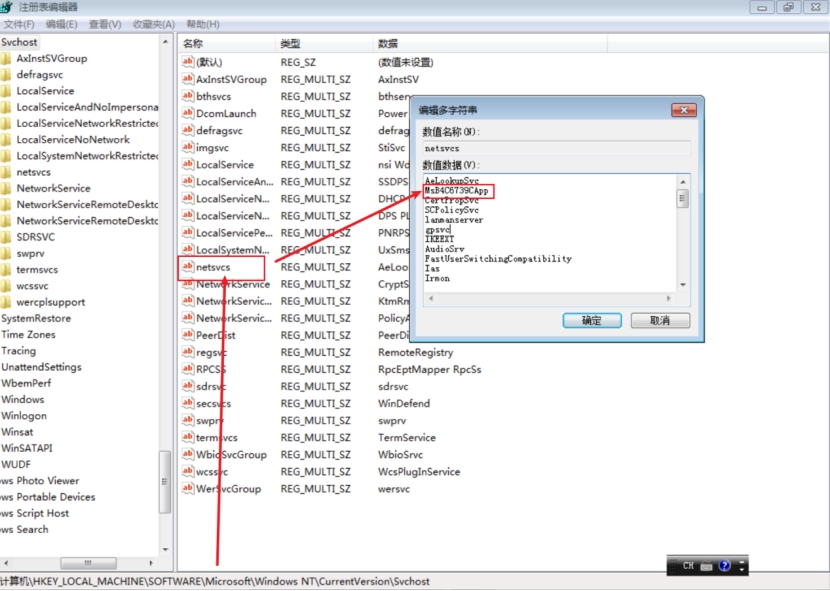 注册表编辑器
文件(F) 编辑(E) 查看(V) 收藏夹(A) 帮助(H)
Svchost
AxInstSVGroup
defragsvc
LocalService
LocalServiceAndNoImpersona
LocalServiceNetworkRestricted
LocalServiceNoNetwork
LocalSystemNetworkRestricted
netsvcs
NetworkService
NetworkServiceRemoteDeskto
NetworkServiceRemoteDeskto
SDRSVC
swprv
termsvcs
wcssvc
wercplsupport
SystemRestore
Time Zones
Tracing
UnattendSettings
WbemPerf
Windows
Winlogon
Winsat
WinSATAPI
WUDF
ws Photo Viewer
ws Portable Devices
ws Script Host
ws Search
名称 类型 数据
(默认) REG_SZ (数值未设置)
AxInstSVGroup REG_MULTI_SZ AxInstSV
bthsvcs REG_MULTI_SZ bthserv
DcomLaunch REG_MULTI_SZ Power
defragsvc REG_MULTI_SZ defrag
imgsvc REG_MULTI_SZ StiSvc
LocalService REG_MULTI_SZ nsi Wd
LocalServiceAn... REG_MULTI_SZ SSDPS
LocalServiceN... REG_MULTI_SZ DHCP
LocalServiceN... REG_MULTI_SZ DPS PL
LocalServicePe... REG_MULTI_SZ PNRPS
LocalSystemN... REG_MULTI_SZ UxSms
netsvcs REG_MULTI_SZ AeLoo
NetworkService REG_MULTI_SZ CryptS
NetworkServic... REG_MULTI_SZ KtmRm
NetworkServic... REG_MULTI_SZ PolicyA
PeerDist REG_MULTI_SZ PeerDi
regsvc REG_MULTI_SZ RemoteRegistry
RPCSS REG_MULTI_SZ RpcEptMapper RpcSs
sdrsvc REG_MULTI_SZ sdrsvc
secsvcs REG_MULTI_SZ WinDefend
swprv REG_MULTI_SZ swprv
termsvcs REG_MULTI_SZ TermService
WbioSvcGroup REG_MULTI_SZ WbioSrvc
wcssvc REG_MULTI_SZ WcsPlugInService
WerSvcGroup REG_MULTI_SZ wersvc
编辑多字符串
数值名称(N):
netsvcs
数值数据(V):
AeLookupSvc
MsB4C6739CApp
CertPropSvc
SCPolicySvc
lanmanserver
gpsvc
IKEEXT
AudioSrv
FastUserSwitchingCompatibility
Ias
Irmon
确定 取消
CH
计算机\HKEY_LOCAL_MACHINE\SOFTWARE\Microsoft\Windows NT\CurrentVersion\Svchost